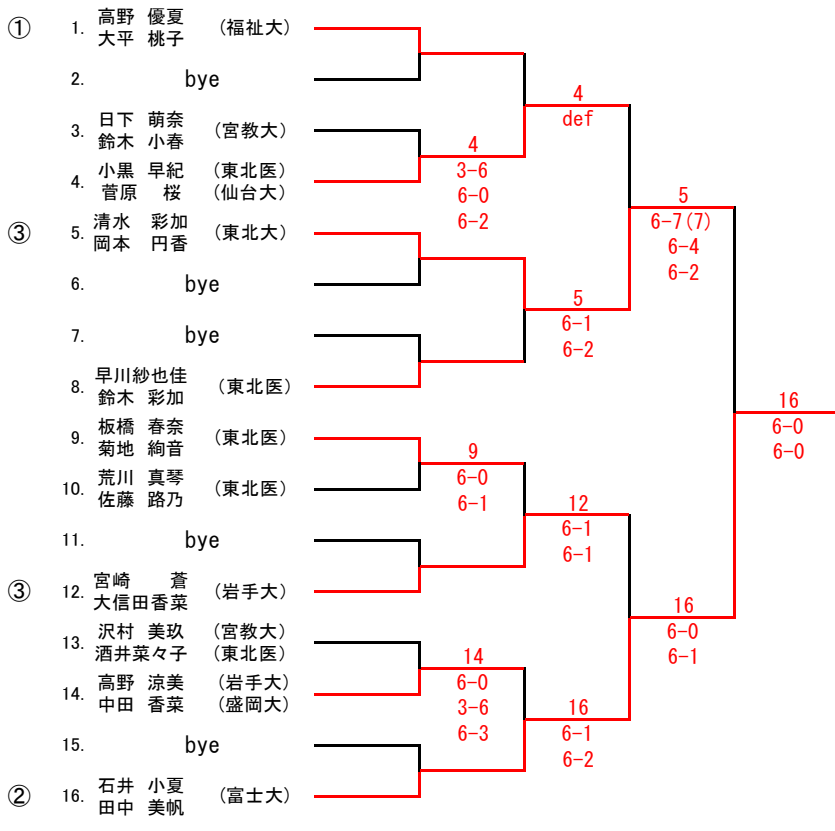 ① 1. 高野 優夏 大平 桃子 (福祉大)
2. bye
3. 日下 萌奈 鈴木 小春 (宮教大)
4. 小黒 早紀 (東北医) 菅原 桜 (仙台大)
③ 5. 清水 彩加 岡本 円香 (東北大)
6. bye
7. bye
8. 早川紗也佳 鈴木 彩加 (東北医)
9. 板橋 春奈 菊地 絢音 (東北医)
10. 荒川 真琴 佐藤 路乃 (東北医)
11. bye
③ 12. 宮崎 蒼 大信田香菜 (岩手大)
13. 沢村 美玖 (宮教大) 酒井菜々子 (東北医)
14. 高野 涼美 (岩手大) 中田 香菜 (盛岡大)
15. bye
② 16. 石井 小夏 田中 美帆 (富士大)
4
3-6
6-0
6-2
9
6-0
6-1
14
6-0
3-6
6-3
4
def
5
6-1
6-2
12
6-1
6-1
16
6-1
6-2
5
6-7(7)
6-4
6-2
16
6-0
6-1
16
6-0
6-0